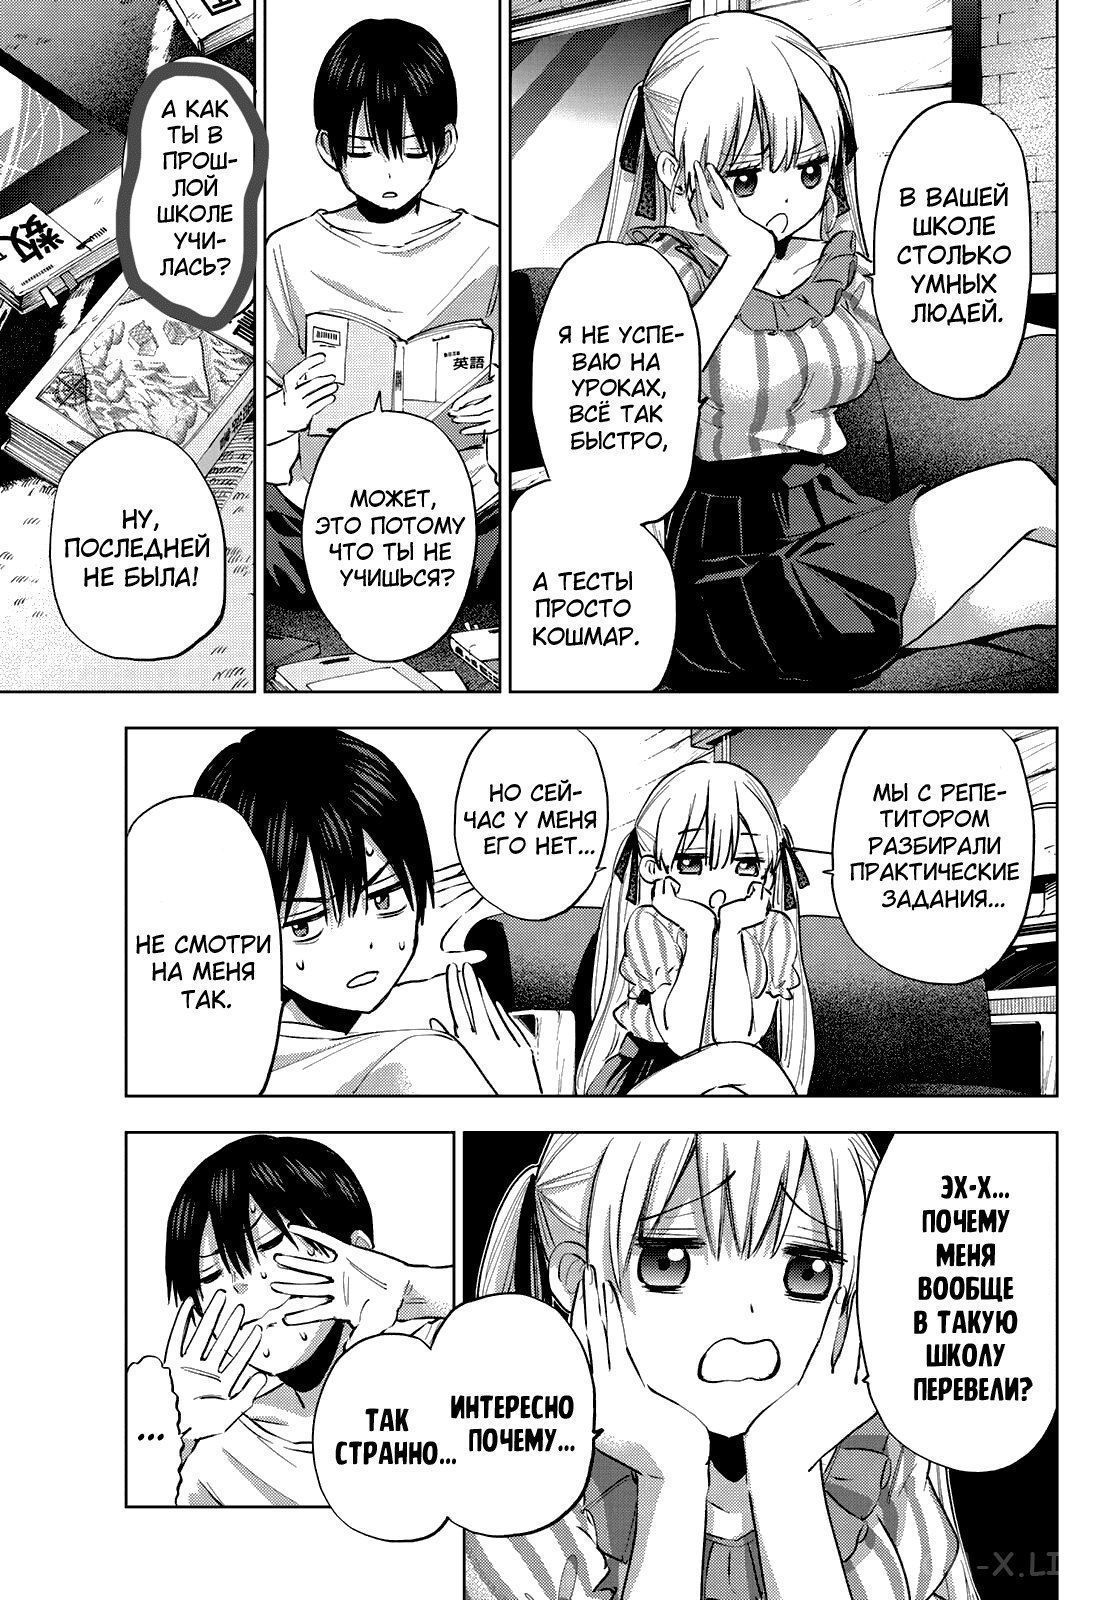 В ВАШЕЙ
ШКОЛЕ
СТОЛЬКО
УМНЫХ
ЛЮДЕЙ.
Я НЕ УСПЕ-
ВАЮ НА
УРОКАХ,
ВСЁ ТАК
БЫСТРО,
А ТЕСТЫ
ПРОСТО
КОШМАР.
英語
МОЖЕТ,
ЭТО ПОТОМУ
ЧТО ТЫ НЕ
УЧИШЬСЯ?
А КАК
ТЫ В
ПРОШ-
ЛОЙ
ШКОЛЕ
УЧИ-
ЛАСЬ?
数
НУ,
ПОСЛЕДНЕЙ
НЕ БЫЛА!
МЫ С РЕПЕ-
ТИТОРОМ
РАЗБИРАЛИ
ПРАКТИЧЕСКИЕ
ЗАДАНИЯ...
НО СЕЙ-
ЧАС У МЕНЯ
ЕГО НЕТ...
НЕ СМОТРИ
НА МЕНЯ
ТАК.
ЭХ-Х...
ПОЧЕМУ
МЕНЯ
ВООБЩЕ
В ТАКУЮ
ШКОЛУ
ПЕРЕВЕЛИ?
ИНТЕРЕСНО
ПОЧЕМУ...
ТАК
СТРАННО...
...
-X.LI